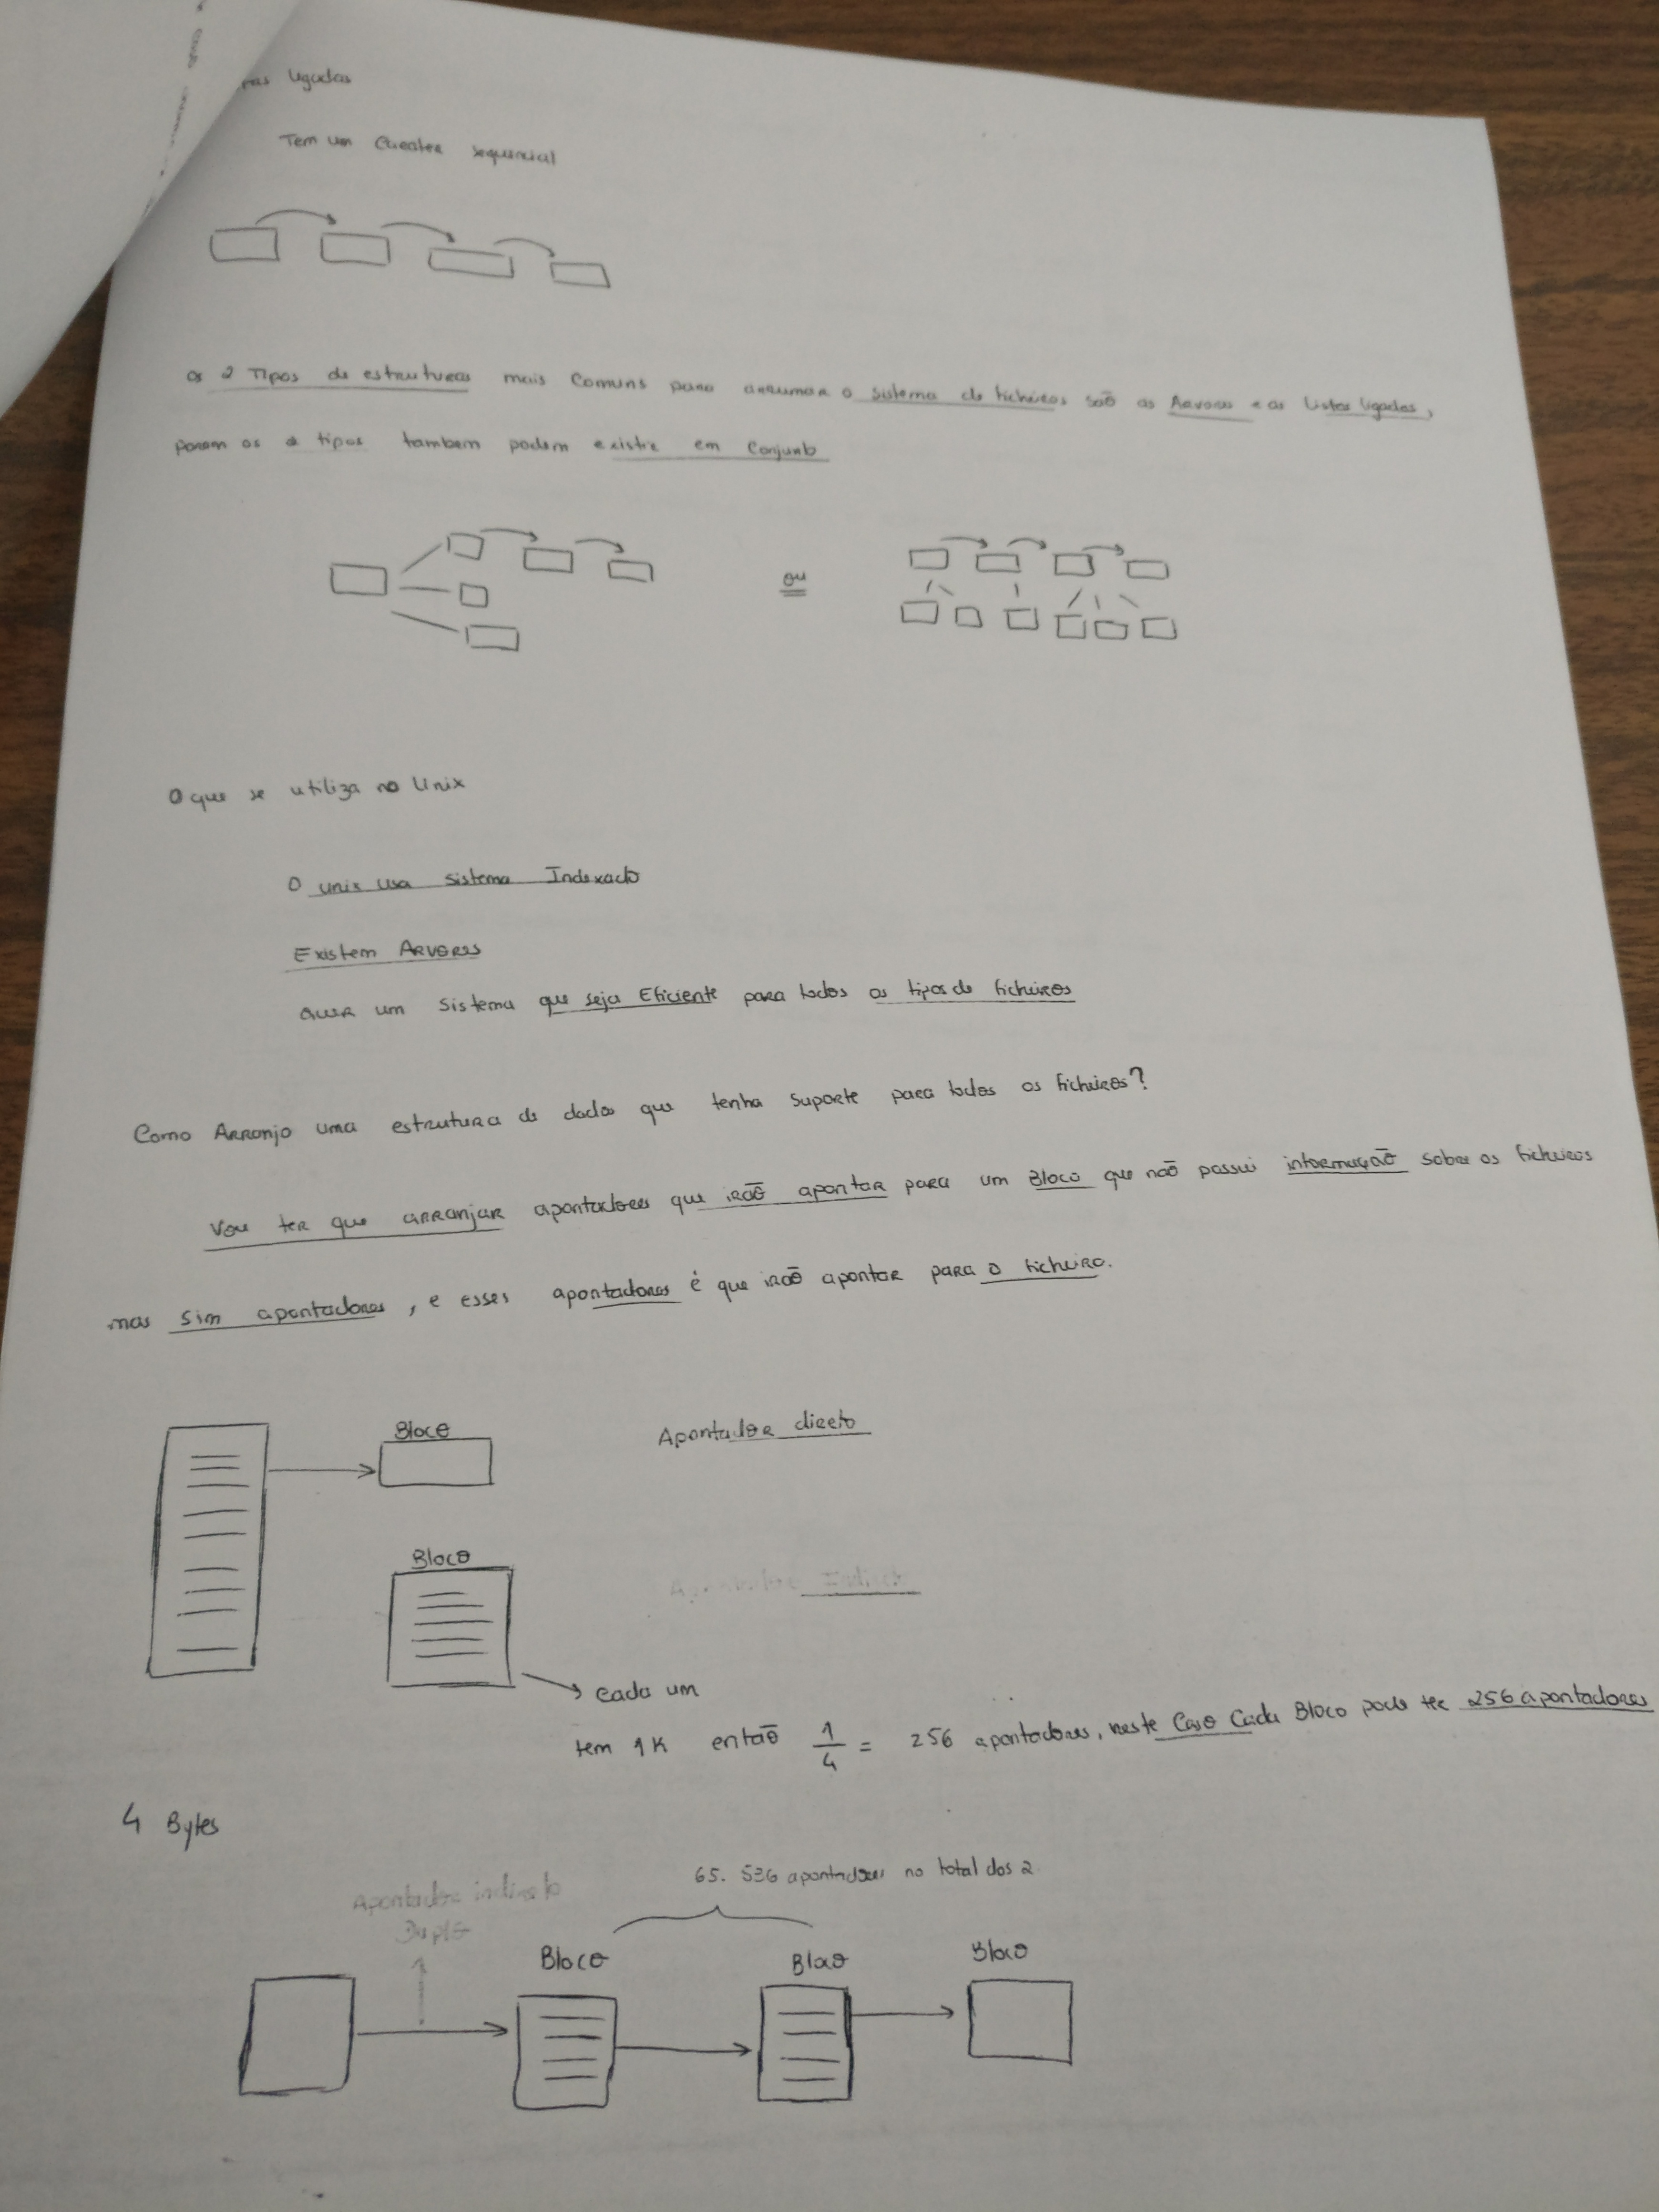 ligadas
Tem um Caracter sequencial
Os 2 Tipos de estruturas mais Comuns para arrumar o sistema de ficheiros são as Arvores e as Listas ligadas,
Porem os 2 tipos tambem podem existir em Conjunto
ou
O que se utiliza no Unix
O unix usa sistema Indexado
Existem ARVORES
QUER um sistema que seja Eficiente para todos os tipos de ficheiros
Como ARRANjo uma estrutura de dados que tenha suporte para todos os ficheiros?
Vou ter que arranjar apontadores que irão apontar para um Bloco que não possui informação sobre os ficheiros
mas sim apontadores, e esses apontadores é que irão apontar para o ficheiro.
Bloco
Apontador direto
Bloco
Apontador Indireto
cada um
tem 1K então 1/4 = 256 apontadores, neste Caso Cada Bloco pode ter 256 apontadores
4 Bytes
65.536 apontadores no total dos 2
Apontador indireto
Duplo
Bloco Bloco Bloco